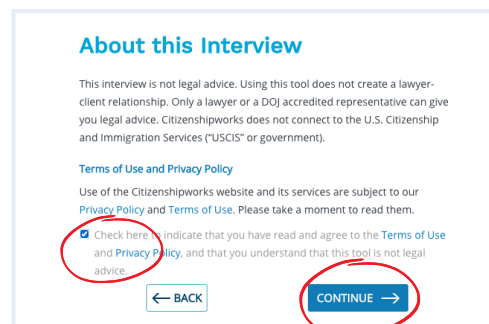 About this Interview
This interview is not legal advice. Using this tool does not create a lawyer-
client relationship. Only a lawyer or a DOJ accredited representative can give
you legal advice. Citizenshipworks does not connect to the U.S. Citizenship
and Immigration Services (“USCIS” or government).
Terms of Use and Privacy Policy
Use of the Citizenshipworks website and its services are subject to our
Privacy Policy and Terms of Use. Please take a moment to read them.
Check here to indicate that you have read and agree to the Terms of Use
and Privacy Policy, and that you understand that this tool is not legal
advice.
← BACK
CONTINUE →